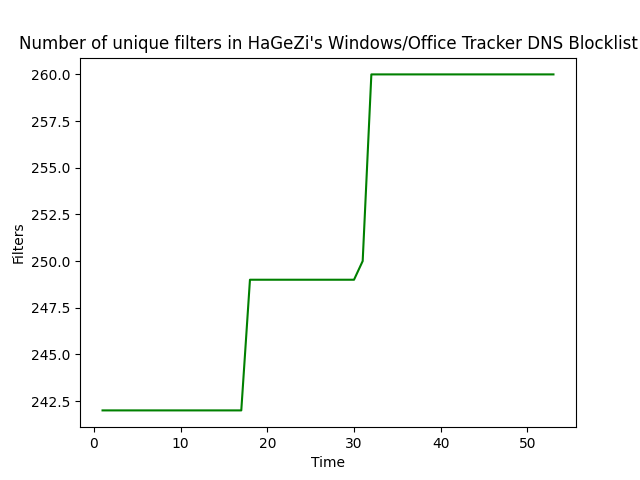 Number of unique filters in HaGeZi's Windows/Office Tracker DNS Blocklist
260.0
257.5
255.0
252.5
250.0
247.5
245.0
242.5
Filters
0 10 20 30 40 50
Time